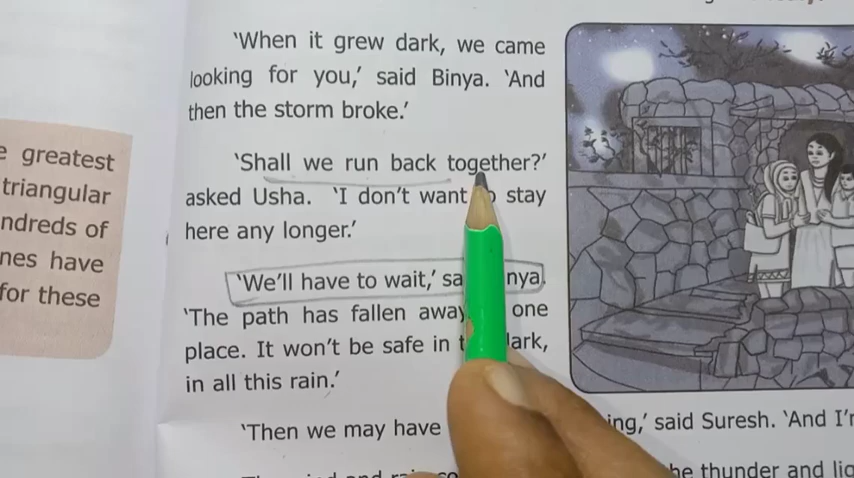 e greatest
triangular
ndreds of
nes have
for these
'When it grew dark, we came
looking for you,' said Binya. 'And
then the storm broke.'
'Shall we run back together?'
asked Usha. 'I don't want stay
here any longer.'
'We'll have to wait,' sa nya.
'The path has fallen away one
place. It won't be safe in t lark,
in all this rain.'
'Then we may have ing,' said Suresh. 'And I'r
he thunder and lig